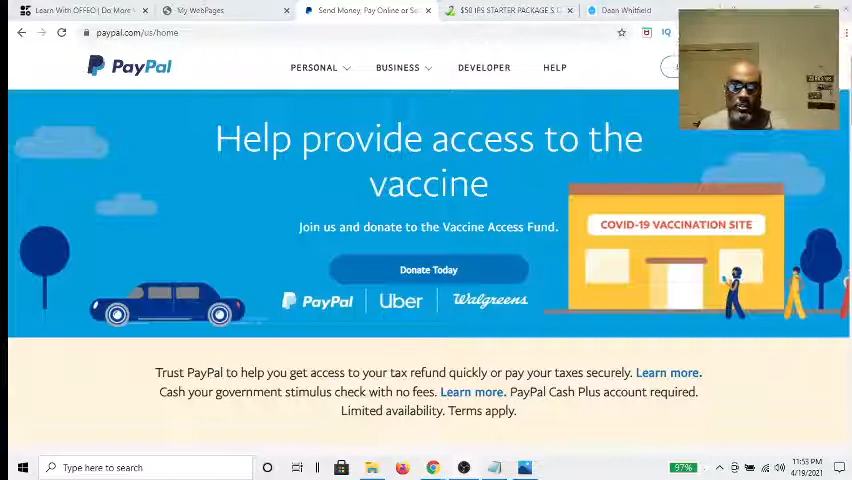 Learn With OFFEO | Do More
My WebPages
Send Money, Pay Online or Se
$50 IPS STARTER PACKAGE S
Dean Whitfield
paypal.com/us/home
IQ
PayPal
PERSONAL
BUSINESS
DEVELOPER
HELP
Help provide access to the
vaccine
Join us and donate to the Vaccine Access Fund.
COVID-19 VACCINATION SITE
Donate Today
PayPal
Uber
Walgreens
Trust PayPal to help you get access to your tax refund quickly or pay your taxes securely. Learn more.
Cash your government stimulus check with no fees. Learn more. PayPal Cash Plus account required.
Limited availability. Terms apply.
Type here to search
97%
11:53 PM
4/19/2021